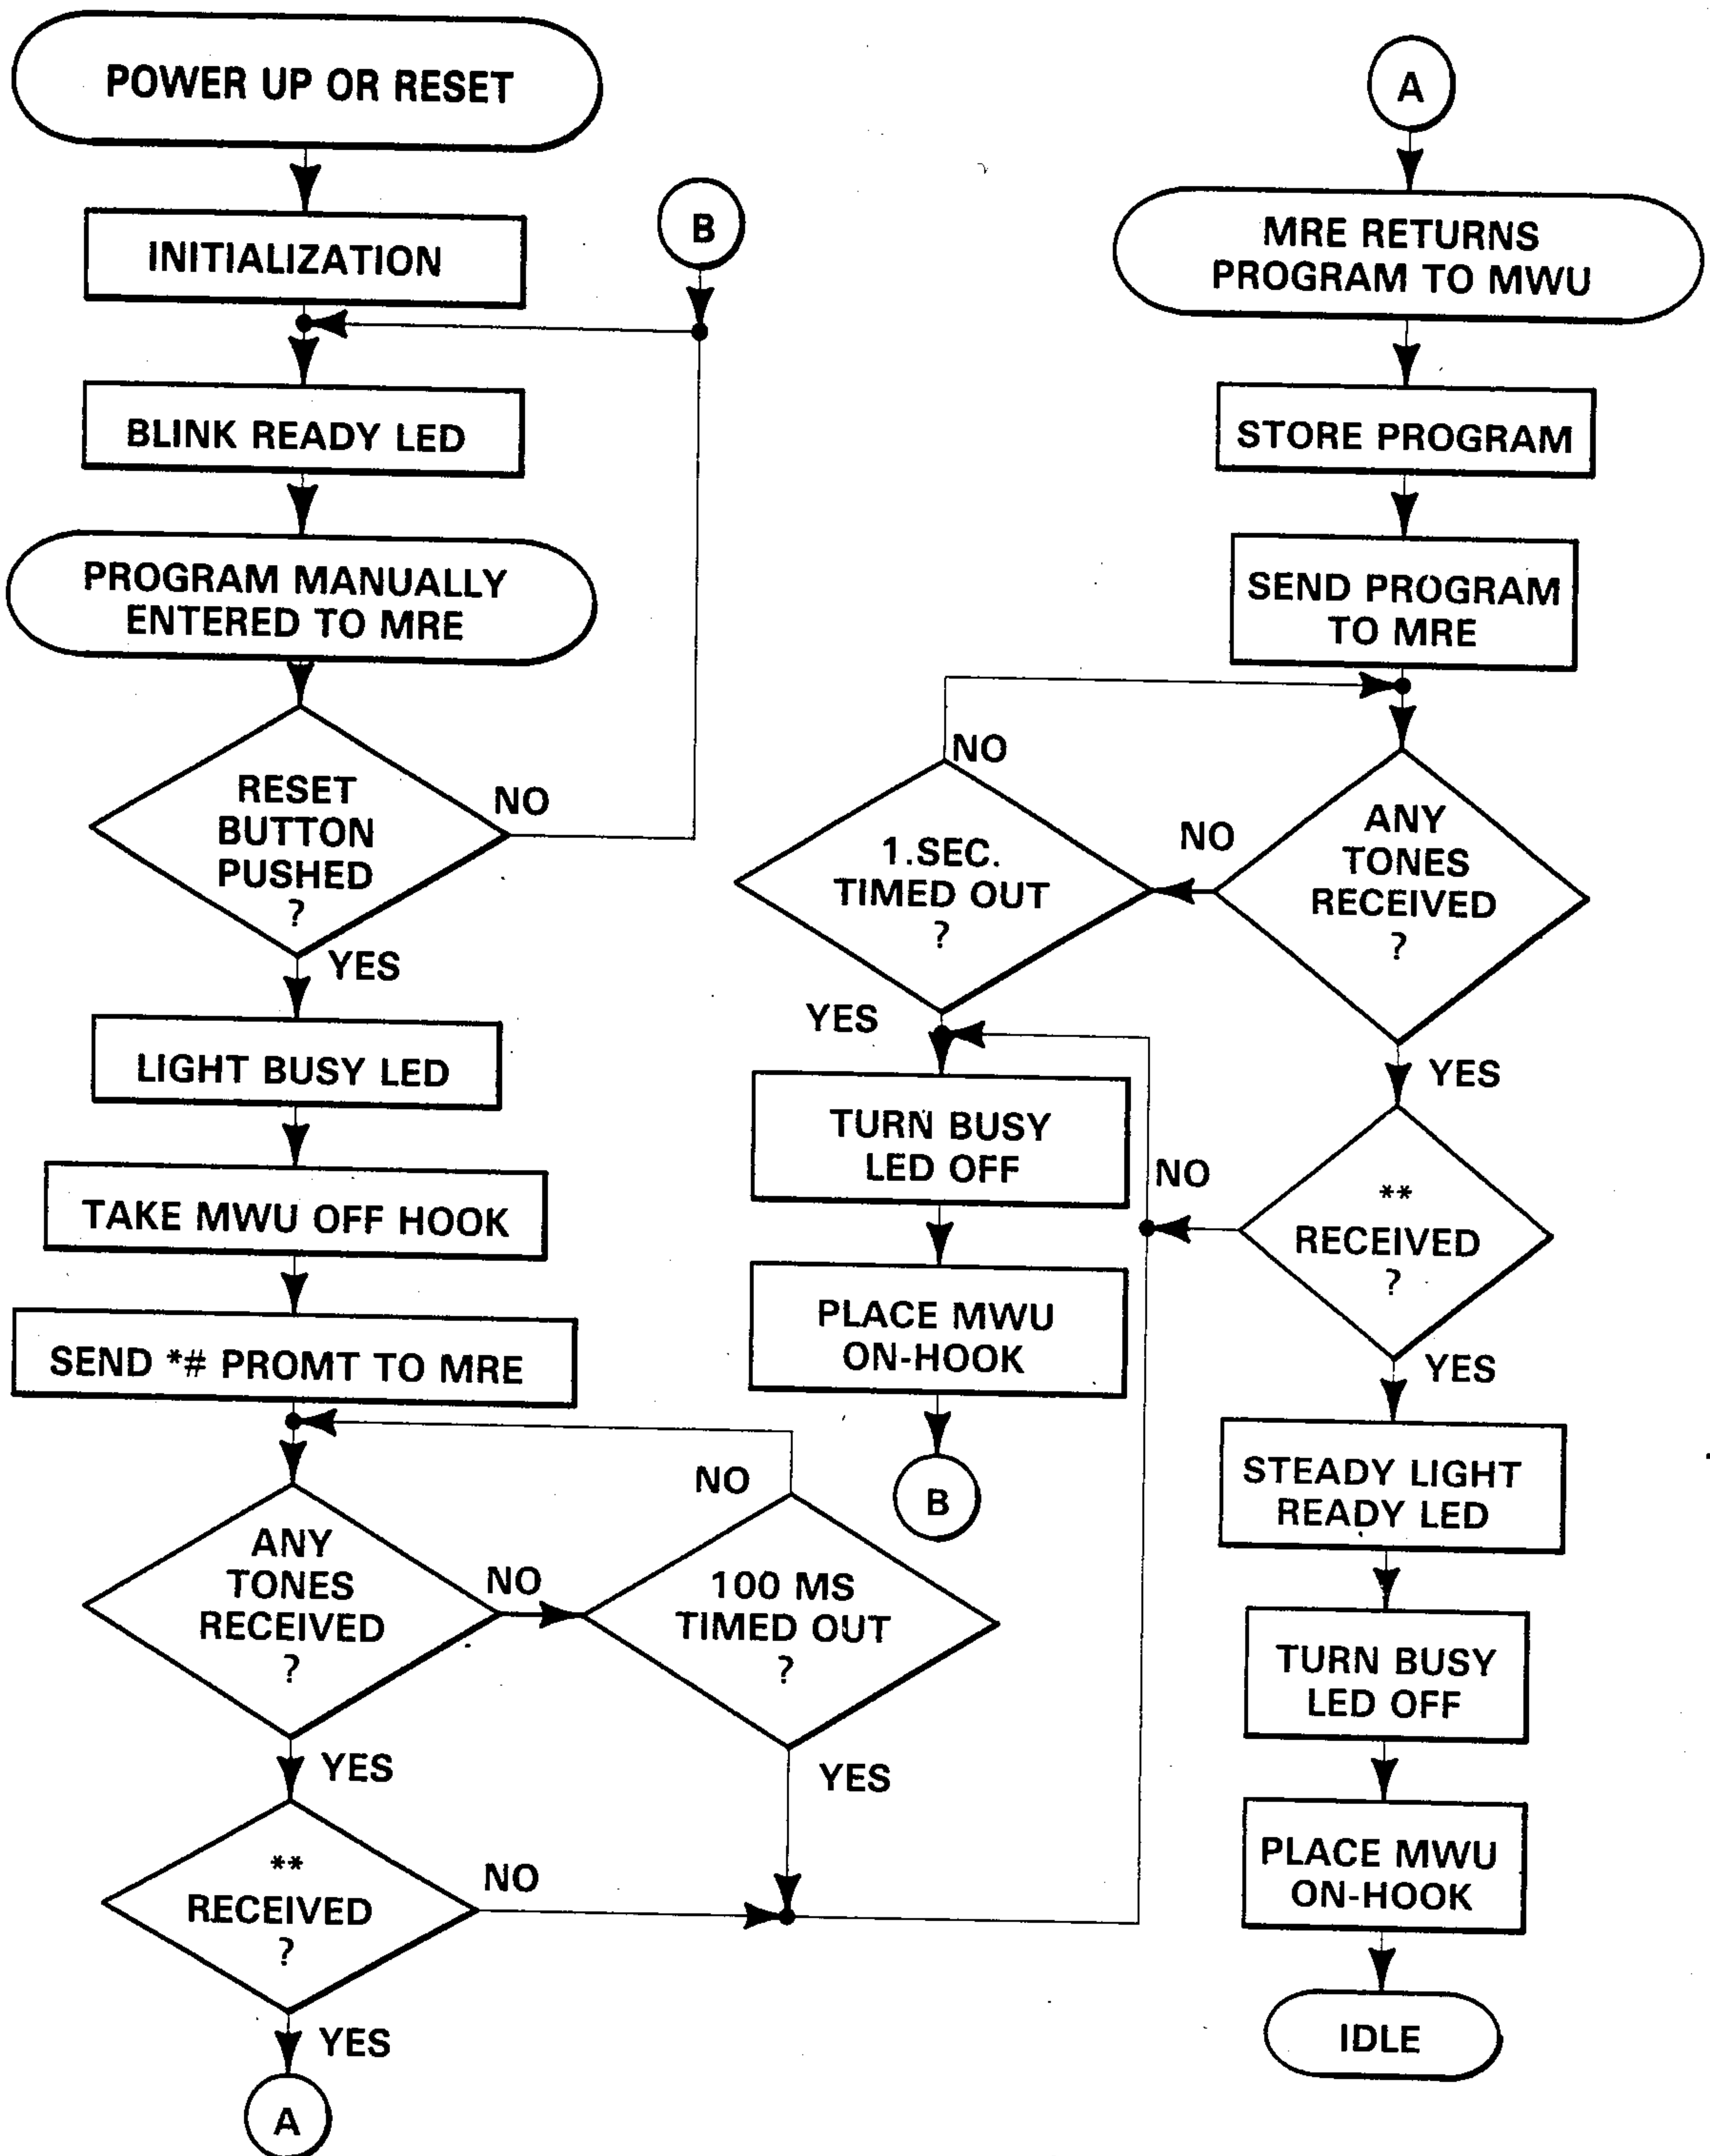 POWER UP OR RESET
INITIALIZATION
B
BLINK READY LED
PROGRAM MANUALLY
ENTERED TO MRE
RESET
BUTTON
PUSHED
?
NO
YES
LIGHT BUSY LED
TAKE MWU OFF HOOK
SEND *# PROMT TO MRE
ANY
TONES
RECEIVED
?
NO
100 MS
TIMED OUT
?
NO
YES
YES
**
RECEIVED
?
NO
YES
A
A
MRE RETURNS
PROGRAM TO MWU
STORE PROGRAM
SEND PROGRAM
TO MRE
ANY
TONES
RECEIVED
?
NO
1.SEC.
TIMED OUT
?
NO
YES
TURN BUSY
LED OFF
PLACE MWU
ON-HOOK
B
YES
**
RECEIVED
?
NO
YES
STEADY LIGHT
READY LED
TURN BUSY
LED OFF
PLACE MWU
ON-HOOK
IDLE